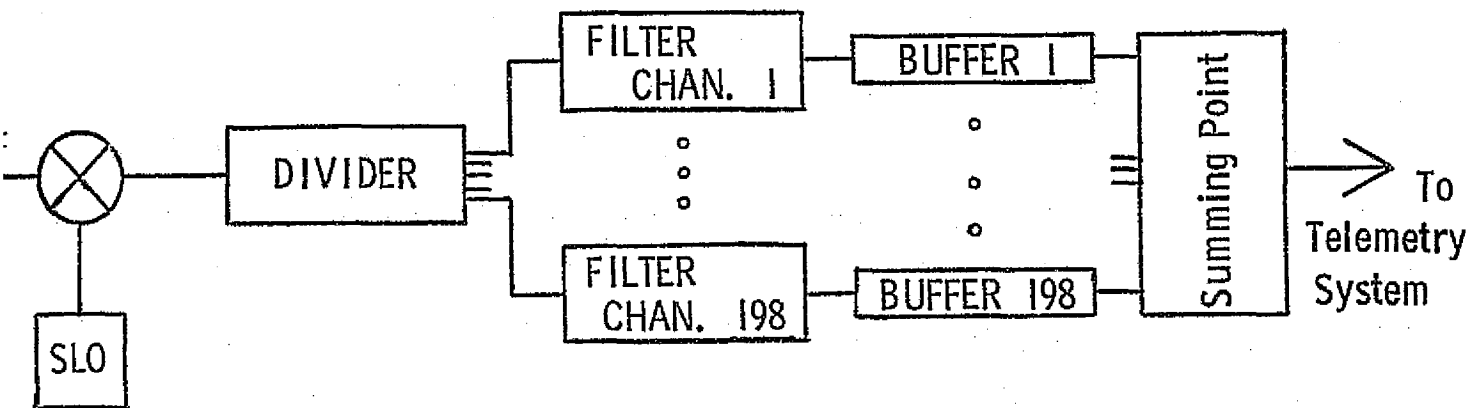 FILTER
CHAN. 1
BUFFER 1
DIVIDER
Summing Point
To
Telemetry
System
FILTER
CHAN. 198
BUFFER 198
SLO